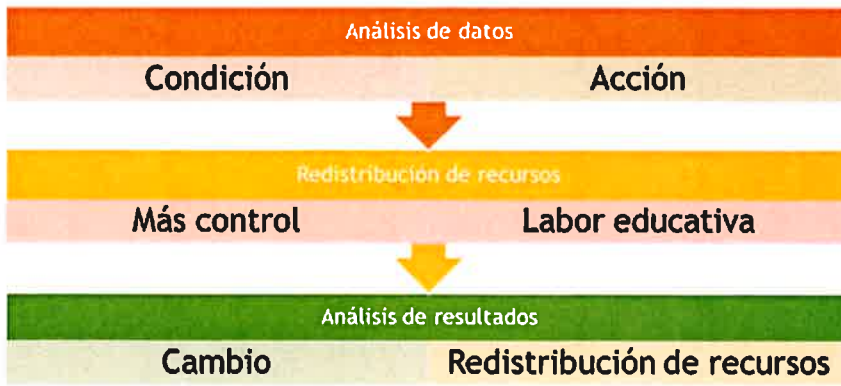 Análisis de datos
Condición Acción
Redistribución de recursos
Más control Labor educativa
Análisis de resultados
Cambio Redistribución de recursos